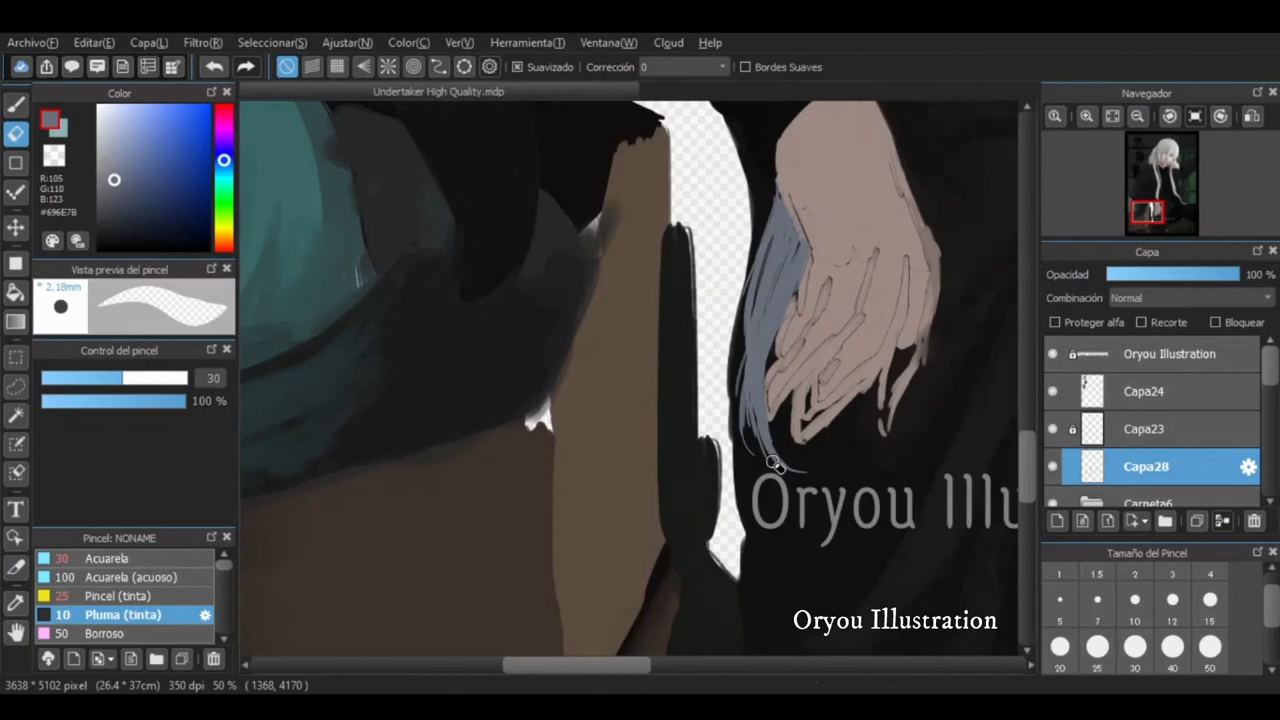 Archivo(F) Editar(E) Capa(L) Filtro(R) Seleccionar(S) Ajustar(N) Color(C) Ver(V) Herramienta(T) Ventana(W) Cloud Help
Suavizado Corrección 0 Bordes Suaves
Color
R:105
G:110
B:123
#696E7B
Vista previa del pincel
* 2.18mm
Control del pincel
30
100 %
Pincel: NONAME
30 Acuarela
100 Acuarela (acuoso)
25 Pincel (tinta)
10 Pluma (tinta)
50 Borroso
Undertaker High Quality.mdp
Oryou Illu
Oryou Illustration
Navegador
Capa
Opacidad 100 %
Combinación Normal
Proteger alfa Recorte Bloquear
Oryou Illustration
Capa24
Capa23
Capa28
Carpeta6
Tamaño del Pincel
1 1.5 2 3 4
5 7 10 12 15
20 25 30 40 50
3638 * 5102 pixel (26.4 * 37cm) 350 dpi 50 % ( 1368, 4170 )